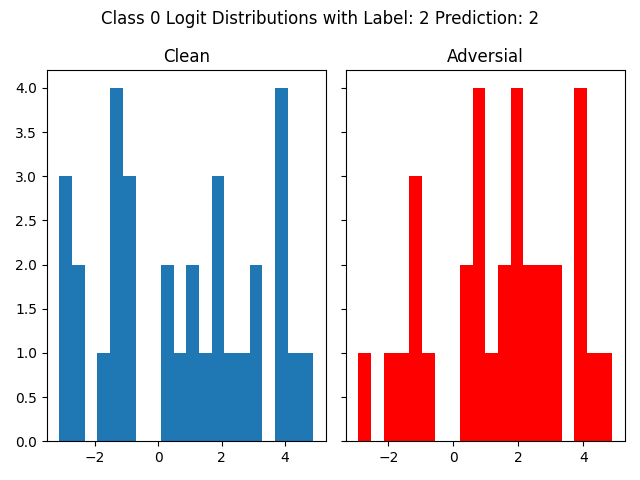 Class 0 Logit Distributions with Label: 2 Prediction: 2
Clean
Adversial
4.0
3.5
3.0
2.5
2.0
1.5
1.0
0.5
0.0
−2 0 2 4
−2 0 2 4